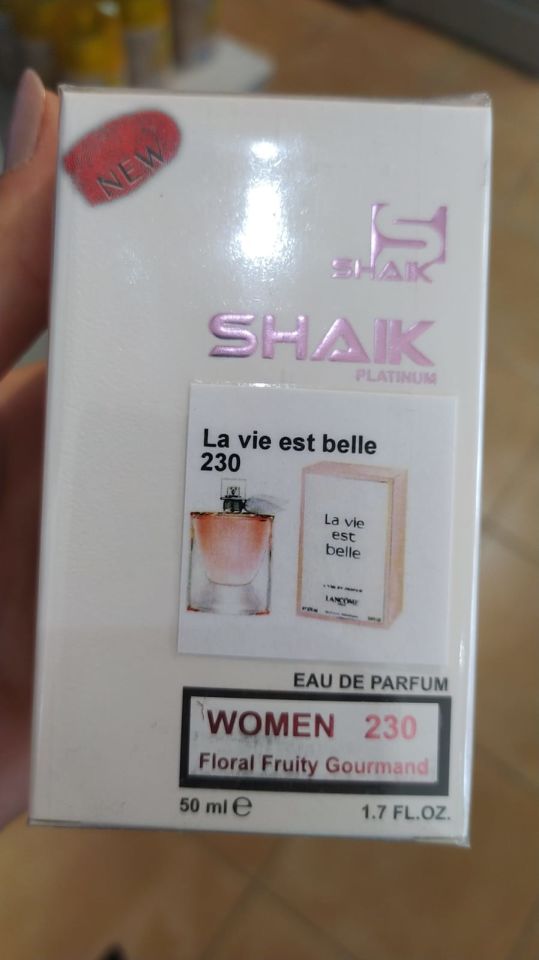 NEW
S
SHAIK
SHAIK
PLATINUM
La vie est belle
230
La vie
est
belle
LANCÔME
EAU DE PARFUM
WOMEN 230
Floral Fruity Gourmand
50 ml ℮
1.7 FL.OZ.